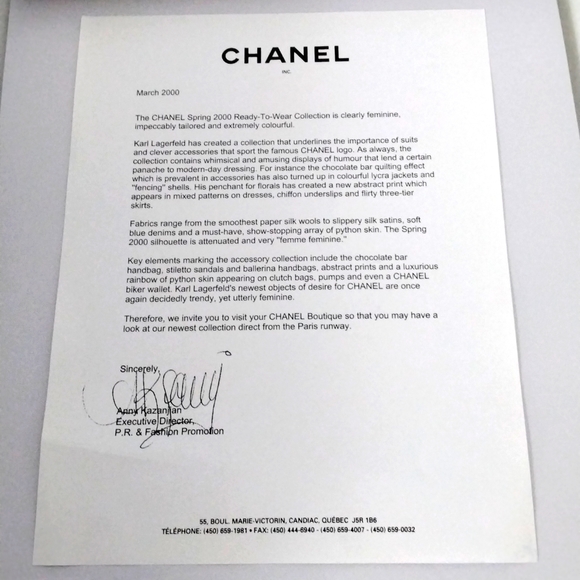 CHANEL
INC.
March 2000
The CHANEL Spring 2000 Ready-To-Wear Collection is clearly feminine,
impeccably tailored and extremely colourful.
Karl Lagerfeld has created a collection that underlines the importance of suits
and clever accessories that sport the famous CHANEL logo. As always, the
collection contains whimsical and amusing displays of humour that lend a certain
panache to modern-day dressing. For instance the chocolate bar quilting effect
which is prevalent in accessories has also turned up in colourful lycra jackets and
"fencing" shells. His penchant for florals has created a new abstract print which
appears in mixed patterns on dresses, chiffon underslips and flirty three-tier
skirts.
Fabrics range from the smoothest paper silk wools to slippery silk satins, soft
blue denims and a must-have, show-stopping array of python skin. The Spring
2000 silhouette is attenuated and very "femme feminine."
Key elements marking the accessory collection include the chocolate bar
handbag, stiletto sandals and ballerina handbags, abstract prints and a luxurious
rainbow of python skin appearing on clutch bags, pumps and even a CHANEL
biker wallet. Karl Lagerfeld's newest objects of desire for CHANEL are once
again decidedly trendy, yet utterly feminine.
Therefore, we invite you to visit your CHANEL Boutique so that you may have a
look at our newest collection direct from the Paris runway.
Sincerely,
Anny Kazanjian
Executive Director,
P.R. & Fashion Promotion
55, BOUL. MARIE-VICTORIN, CANDIAC, QUÉBEC J5R 1B6
TÉLÉPHONE: (450) 659-1981 • FAX: (450) 444-6940 - (450) 659-4007 - (450) 659-0032